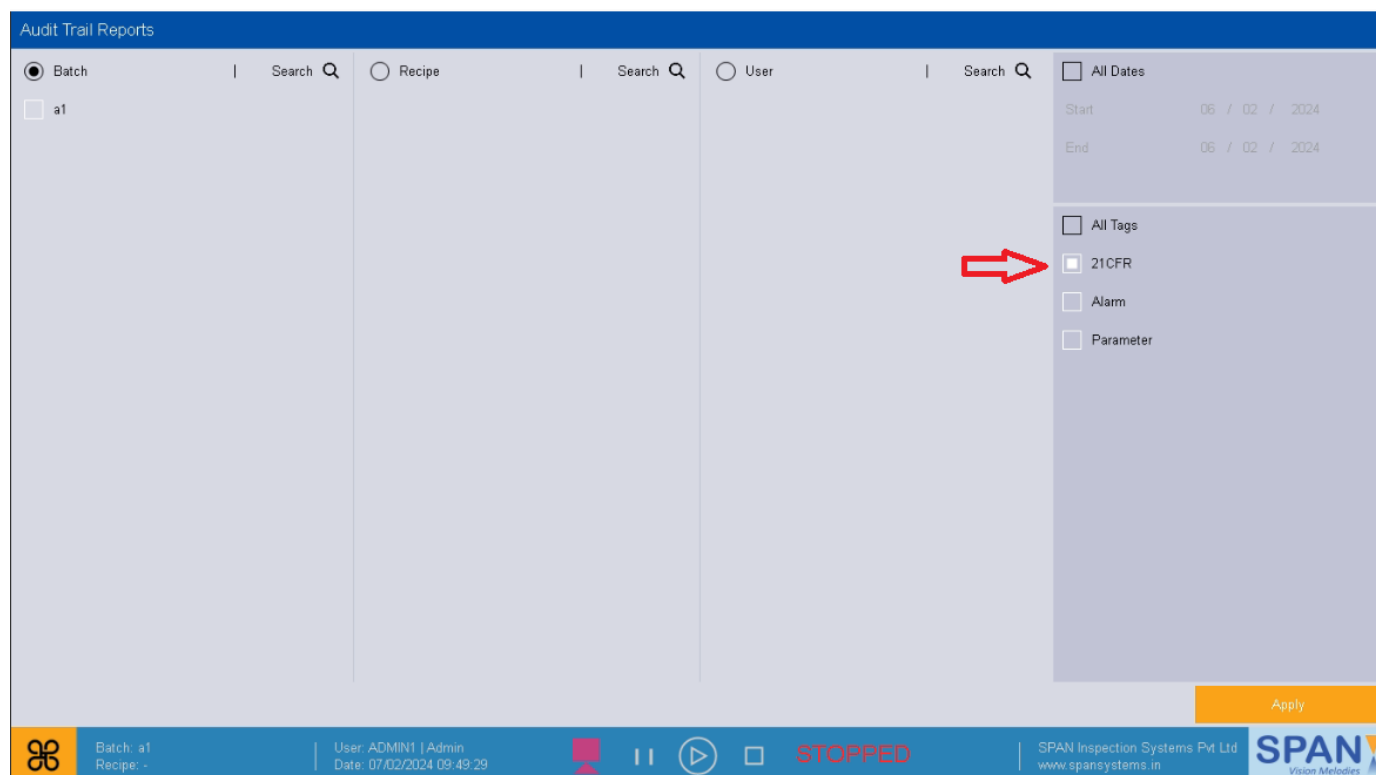 Audit Trail Reports
Batch | Search
a1
Recipe | Search
User | Search
All Dates
Start 06 / 02 / 2024
End 06 / 02 / 2024
All Tags
21CFR
Alarm
Parameter
Apply
Batch: a1
Recipe: -
User: ADMIN1 | Admin
Date: 07/02/2024 09:49:29
STOPPED
SPAN Inspection Systems Pvt Ltd
www.spansystems.in
SPAN
Vision Melodies